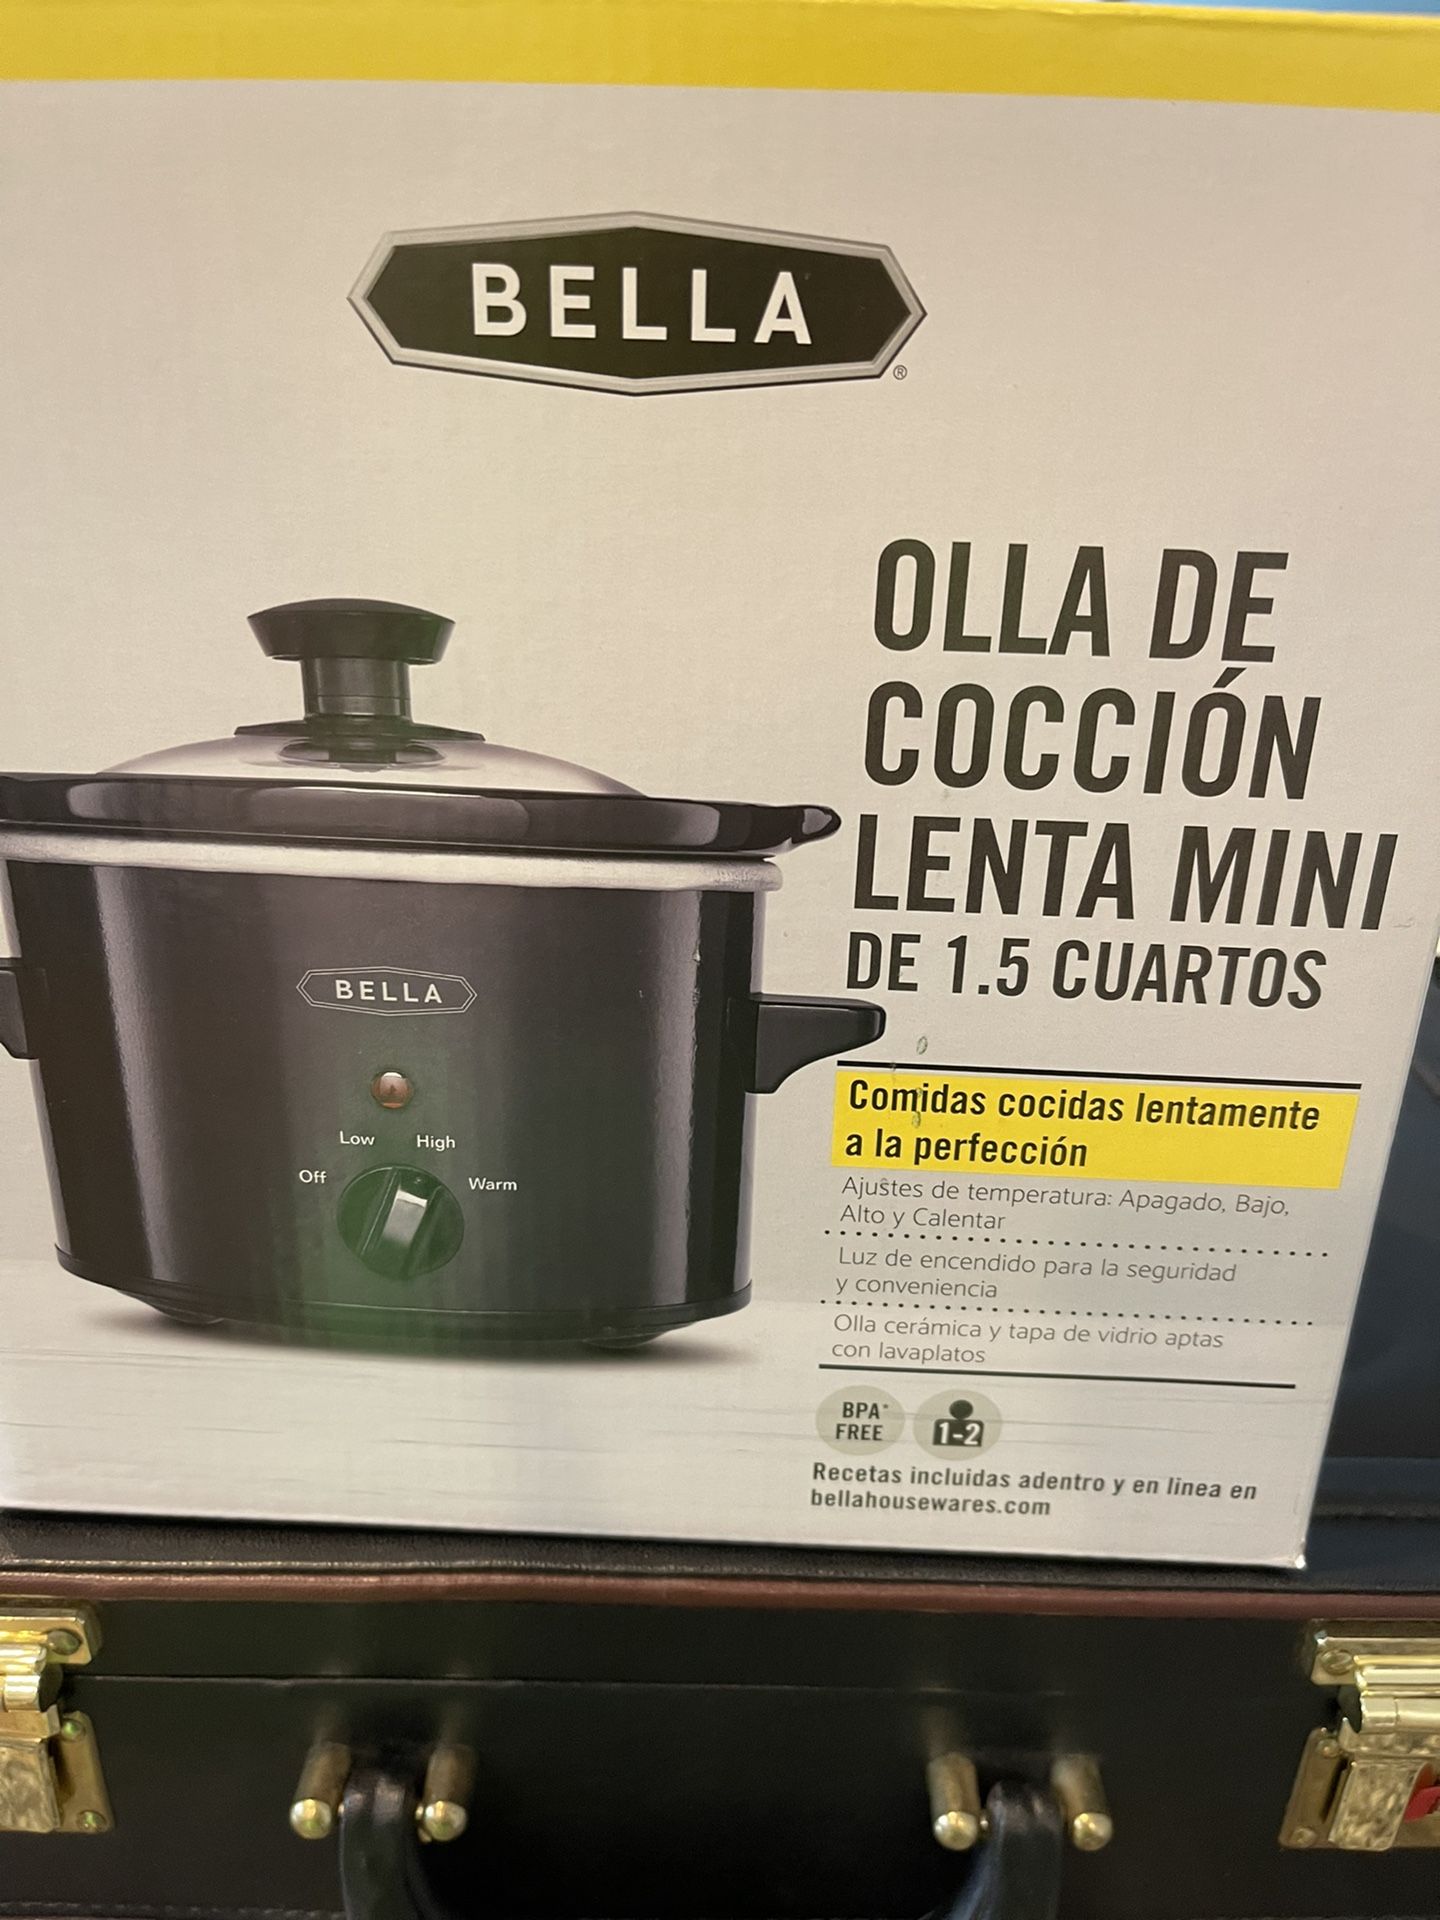 BELLA
®
OLLA DE
COCCIÓN
LENTA MINI
DE 1.5 CUARTOS
BELLA
Low High
Off Warm
Comidas cocidas lentamente
a la perfección
Ajustes de temperatura: Apagado, Bajo,
Alto y Calentar
Luz de encendido para la seguridad
y conveniencia
Olla cerámica y tapa de vidrio aptas
con lavaplatos
BPA*
FREE
1-2
Recetas incluidas adentro y en linea en
bellahousewares.com